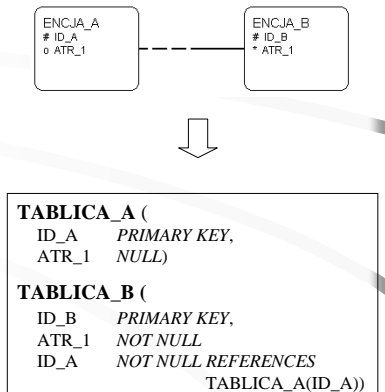 ENCJA_A
# ID_A
o ATR_1
ENCJA_B
# ID_B
* ATR_1
TABLICA_A (
ID_A PRIMARY KEY,
ATR_1 NULL)
TABLICA_B (
ID_B PRIMARY KEY,
ATR_1 NOT NULL
ID_A NOT NULL REFERENCES
TABLICA_A(ID_A))